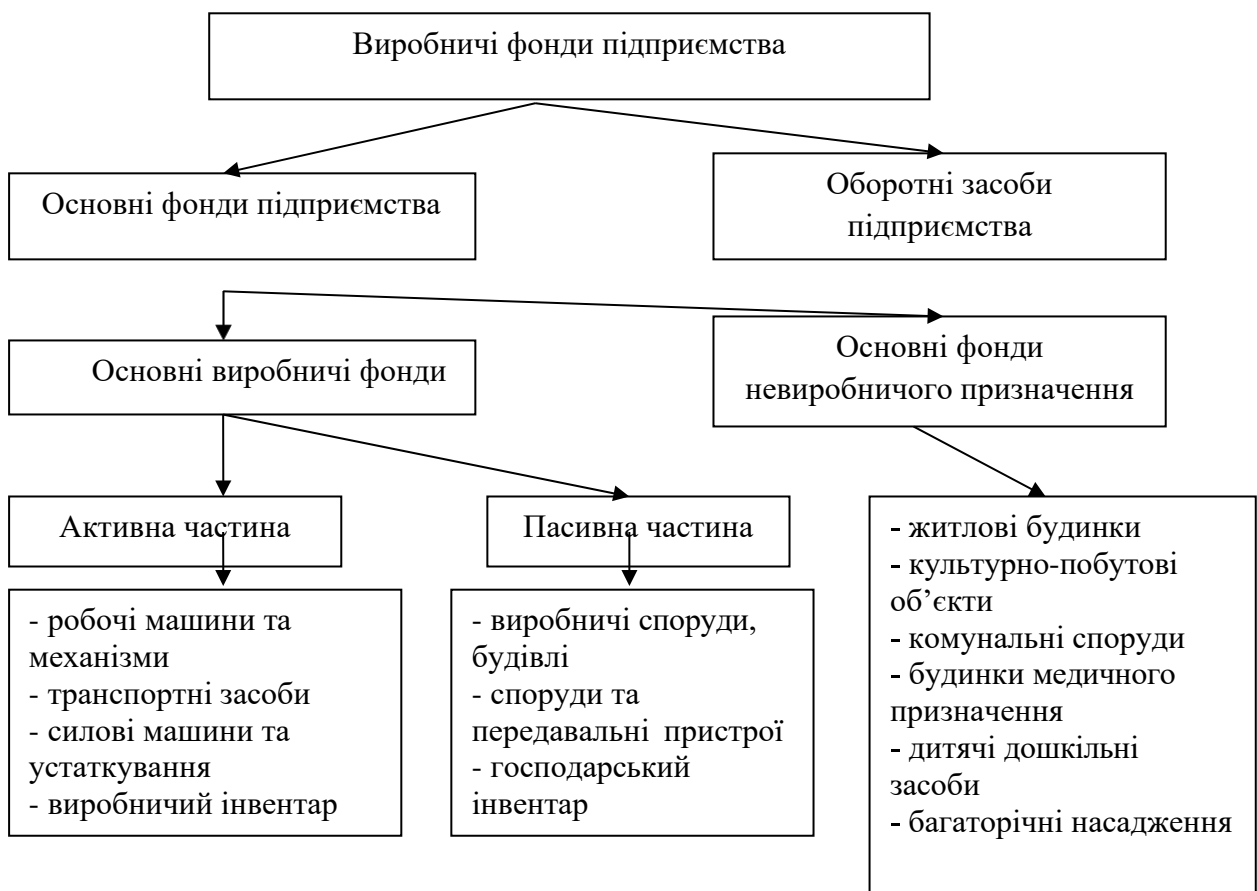 Виробничі фонди підприємства
Основні фонди підприємства
Оборотні засоби
підприємства
Основні виробничі фонди
Основні фонди
невиробничого призначення
Активна частина
Пасивна частина
- робочі машини та
механізми
- транспортні засоби
- силові машини та
устаткування
- виробничий інвентар
- виробничі споруди,
будівлі
- споруди та
передавальні пристрої
- господарський
інвентар
- житлові будинки
- культурно-побутові
об’єкти
- комунальні споруди
- будинки медичного
призначення
- дитячі дошкільні
засоби
- багаторічні насадження